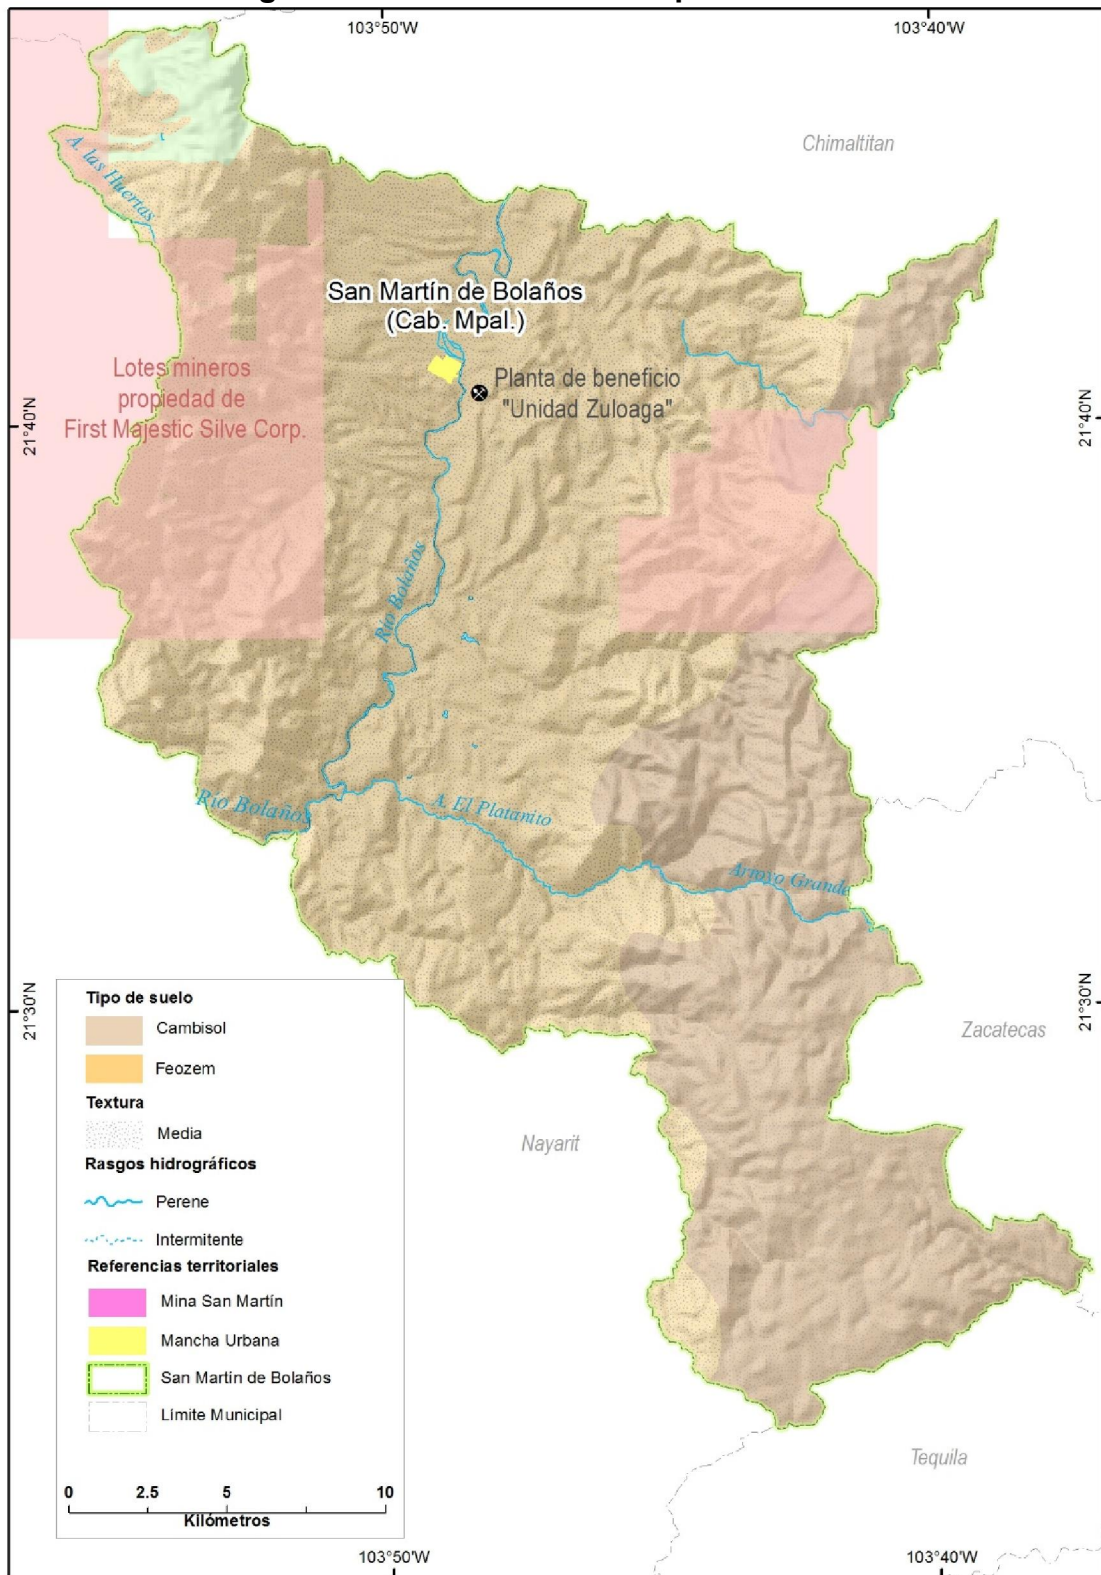 103°50'W
103°40'W
Chimaltitan
A. las Huertas
San Martín de Bolaños
(Cab. Mpal.)
Lotes mineros
propiedad de
First Majestic Silve Corp.
Planta de beneficio
"Unidad Zuloaga"
21°40'N
21°40'N
Río Bolaños
Río Bolaños
A. El Platanito
Arroyo Grande
21°30'N
21°30'N
Zacatecas
Nayarit
Tequila
Tipo de suelo
Cambisol
Feozem
Textura
Media
Rasgos hidrográficos
Perene
Intermitente
Referencias territoriales
Mina San Martín
Mancha Urbana
San Martin de Bolaños
Límite Municipal
0 2.5 5 10
Kilómetros
103°50'W
103°40'W